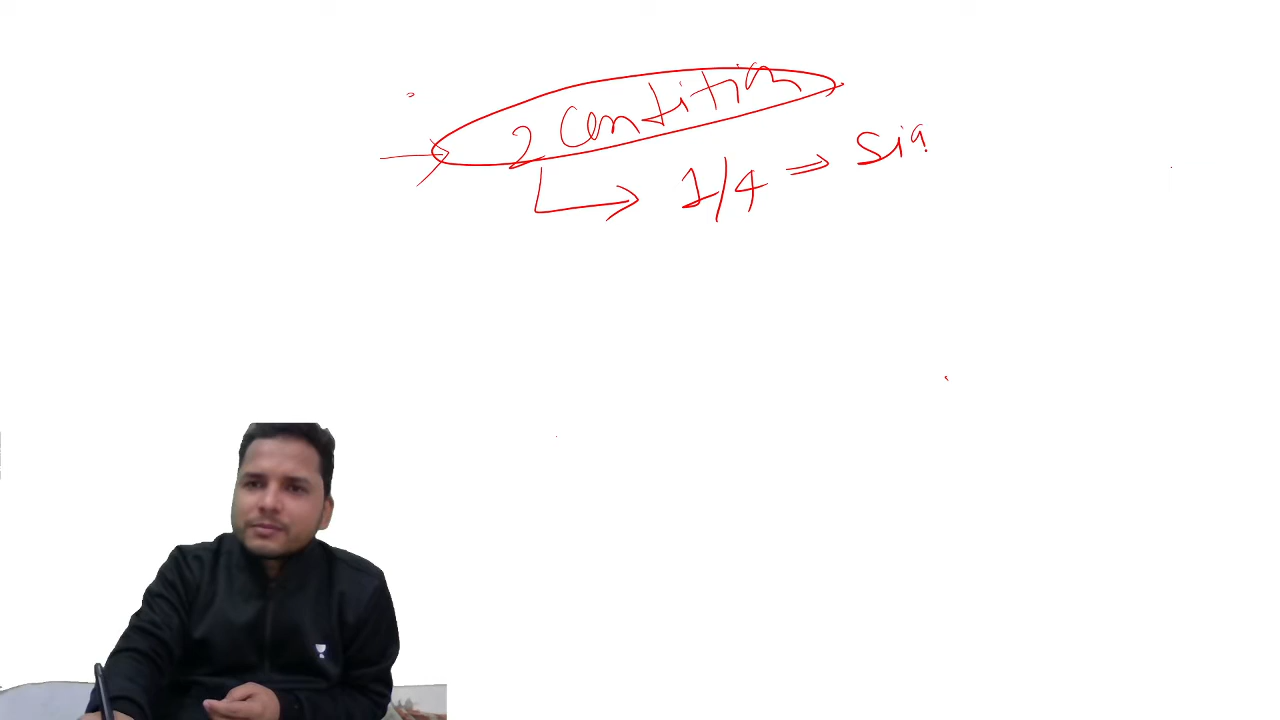 2 Condition
1/4 ⇒ Sig